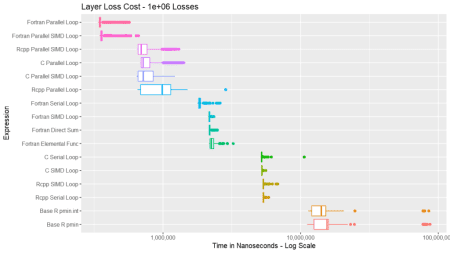 Layer Loss Cost - 1e+06 Losses
Expression
Fortran Parallel Loop
Fortran Parallel SIMD Loop
Rcpp Parallel SIMD Loop
C Parallel Loop
C Parallel SIMD Loop
Rcpp Parallel Loop
Fortran Serial Loop
Fortran SIMD Loop
Fortran Direct Sum
Fortran Elemental Func
C Serial Loop
C SIMD Loop
Rcpp SIMD Loop
Rcpp Serial Loop
Base R pmin.int
Base R pmin
1,000,000 10,000,000 100,000,000
Time in Nanoseconds - Log Scale